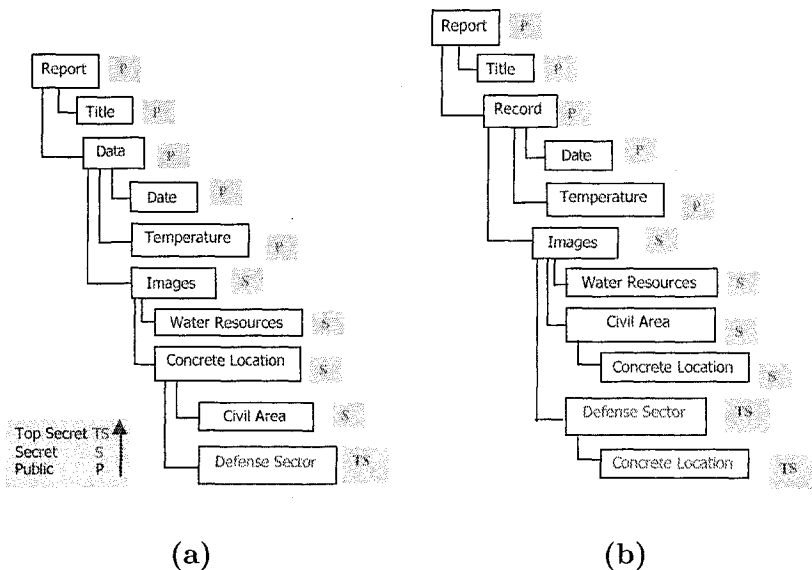 Report P
Title P
Data P
Date P
Temperature P
Images S
Water Resources S
Concrete Location S
Civil Area S
Defense Sector TS
Top Secret TS
Secret S
Public P
(a)
Report P
Title P
Record P
Date P
Temperature P
Images S
Water Resources S
Civil Area S
Concrete Location S
Defense Sector TS
Concrete Location TS
(b)